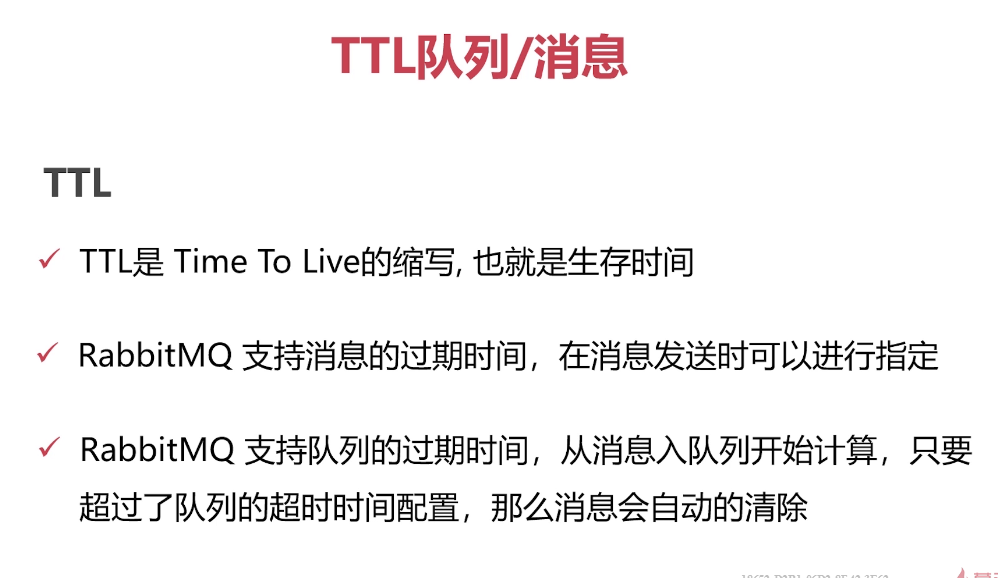 TTL队列/消息
TTL
TTL是 Time To Live的缩写, 也就是生存时间
RabbitMQ 支持消息的过期时间，在消息发送时可以进行指定
RabbitMQ 支持队列的过期时间，从消息入队列开始计算，只要
超过了队列的超时时间配置，那么消息会自动的清除